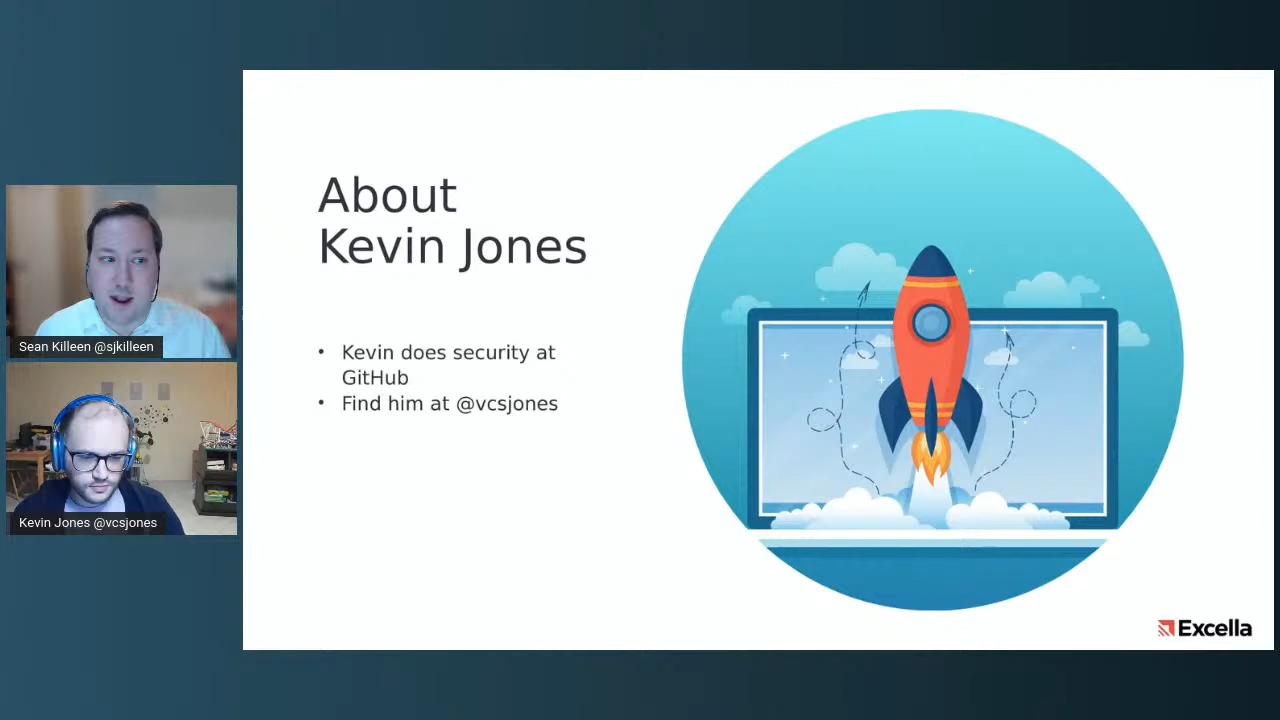 Sean Killeen @sjkilleen
Kevin Jones @vcsjones
About
Kevin Jones
• Kevin does security at
GitHub
• Find him at @vcsjones
Excella